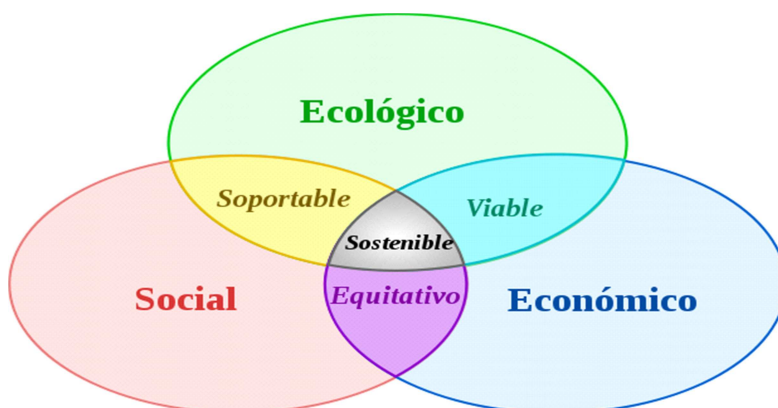 Ecológico
Soportable
Viable
Sostenible
Social
Equitativo
Económico